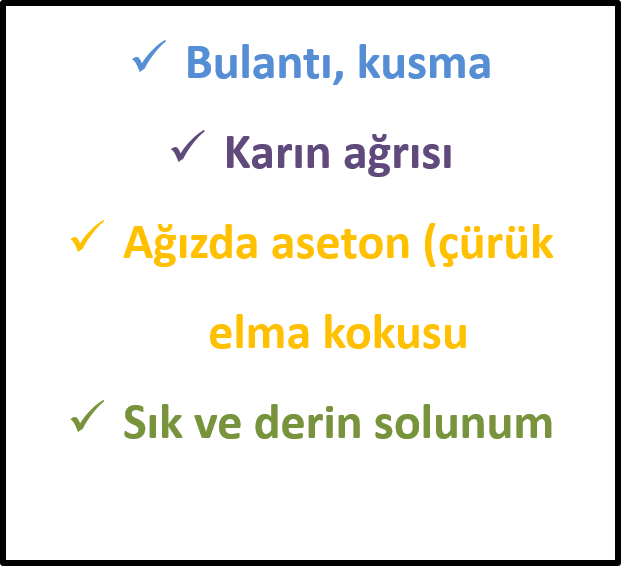 ✓ Bulantı, kusma
✓ Karın ağrısı
✓ Ağızda aseton (çürük
elma kokusu
✓ Sık ve derin solunum